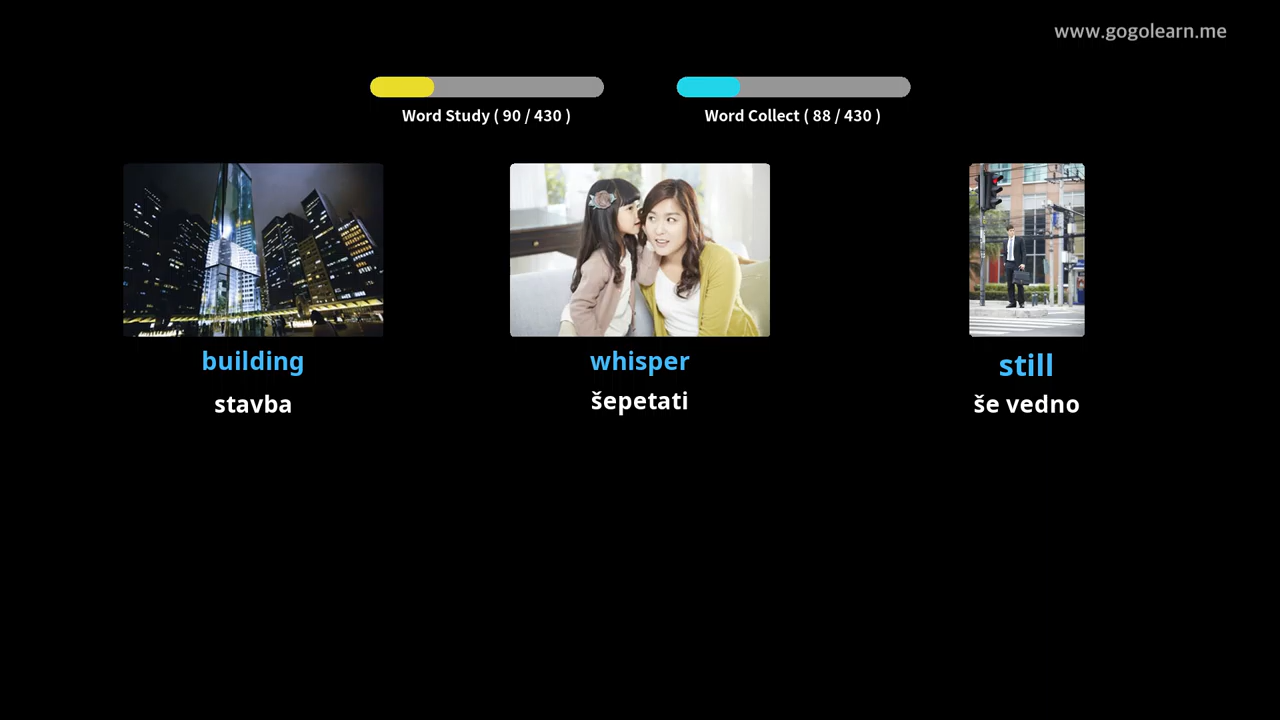 www.gogolearn.me
Word Study ( 90 / 430 )
Word Collect ( 88 / 430 )
building
whisper
still
stavba
šepetati
še vedno